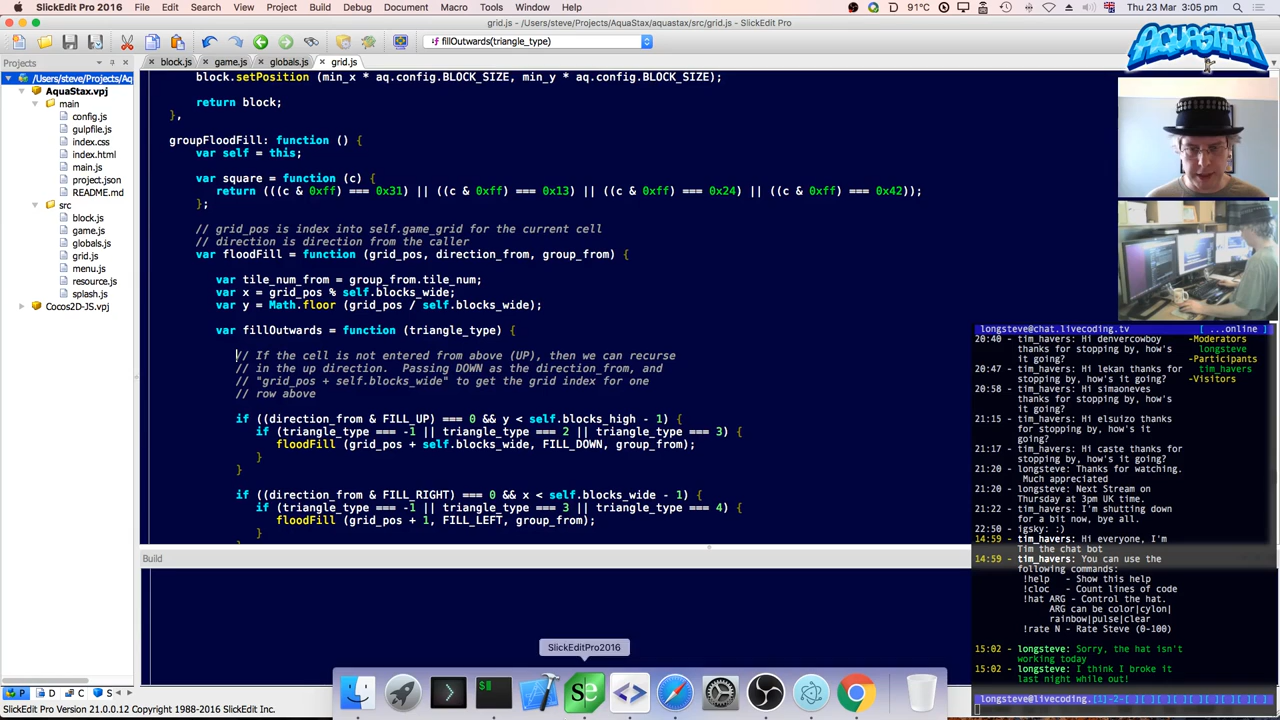 SlickEdit Pro 2016 File Edit Search View Project Build Debug Document Macro Tools Window Help 91°C Thu 23 Mar 3:05 pm
grid.js - /Users/steve/Projects/AquaStax/aquastax/src/grid.js - SlickEdit Pro
fillOutwards(triangle_type)
AQUASTAX
Projects
block.js game.js globals.js grid.js
/Users/steve/Projects/Aq
AquaStax.vpj
main
config.js
gulpfile.js
index.css
index.html
main.js
project.json
README.md
src
block.js
game.js
globals.js
grid.js
menu.js
resource.js
splash.js
Cocos2D-JS.vpj
block.setPosition (min_x * aq.config.BLOCK_SIZE, min_y * aq.config.BLOCK_SIZE);
return block;
},
groupFloodFill: function () {
var self = this;
var square = function (c) {
return (((c & 0xff) === 0x31) || ((c & 0xff) === 0x13) || ((c & 0xff) === 0x24) || ((c & 0xff) === 0x42);
};
// grid_pos is index into self.game_grid for the current cell
// direction is direction from the caller
var floodFill = function (grid_pos, direction_from, group_from) {
var tile_num_from = group_from.tile_num;
var x = grid_pos % self.blocks_wide;
var y = Math.floor (grid_pos / self.blocks_wide);
var fillOutwards = function (triangle_type) {
// If the cell is not entered from above (UP), then we can recurse
// in the up direction. Passing DOWN as the direction_from, and
// "grid_pos + self.blocks_wide" to get the grid index for one
// row above
if ((direction_from & FILL_UP) === 0 && y < self.blocks_high - 1) {
if (triangle_type === -1 || triangle_type === 2 || triangle_type === 3) {
floodFill (grid_pos + self.blocks_wide, FILL_DOWN, group_from);
}
}
if ((direction_from & FILL_RIGHT) === 0 && x < self.blocks_wide - 1) {
if (triangle_type === -1 || triangle_type === 3 || triangle_type === 4) {
floodFill (grid_pos + 1, FILL_LEFT, group_from);
}
Build
longsteve@chat.livecoding.tv [ ...online ]
20:40 - tim_havers: Hi denvercowboy
thanks for stopping by, how's
it going?
20:47 - tim_havers: Hi lekan thanks
for stopping by, how's it
going?
20:58 - tim_havers: Hi simaoneves
thanks for stopping by, how's
it going?
21:15 - tim_havers: Hi elsuizo thanks
for stopping by, how's it
going?
21:17 - tim_havers: Hi caste thanks for
stopping by, how's it going?
21:20 - longsteve: Thanks for watching.
Much appreciated
21:20 - longsteve: Next Stream on
Thursday at 3pm UK time.
21:22 - tim_havers: I'm shutting down
for a bit now, bye all.
22:50 - igsky: :)
14:59 - tim_havers: Hi everyone, I'm
Tim the chat bot
14:59 - tim_havers: You can use the
following commands:
!help - Show this help
!cloc - Count lines of code
!hat ARG - Control the hat.
ARG can be color|cylon|
rainbow|pulse|clear
!rate N - Rate Steve (0-100)
15:02 - longsteve: Sorry, the hat isn't
working today
15:02 - longsteve: I think I broke it
last night while out!
-Moderators
longsteve
-Participants
tim_havers
-Visitors
longsteve@livecoding. [1]-2-[ ][ ][ ][ ][ ][ ][ ][ ][ ]
SlickEditPro2016
P D C S
SlickEdit Pro Version 21.0.0.12 Copyright 1988-2016 SlickEdit Inc.